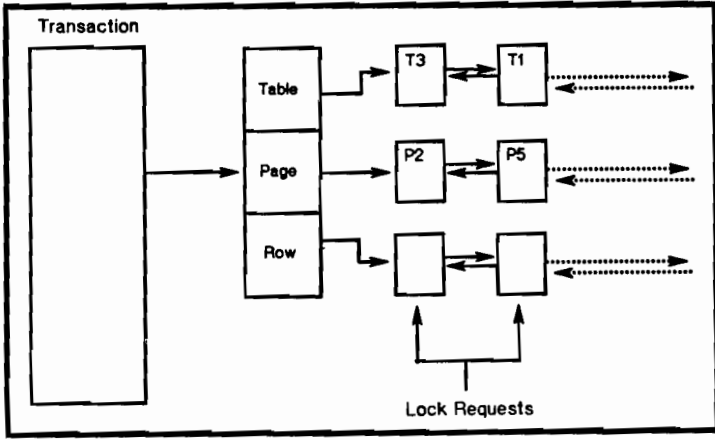 Transaction
Table
T3
T1
Page
P2
P5
Row
Lock Requests